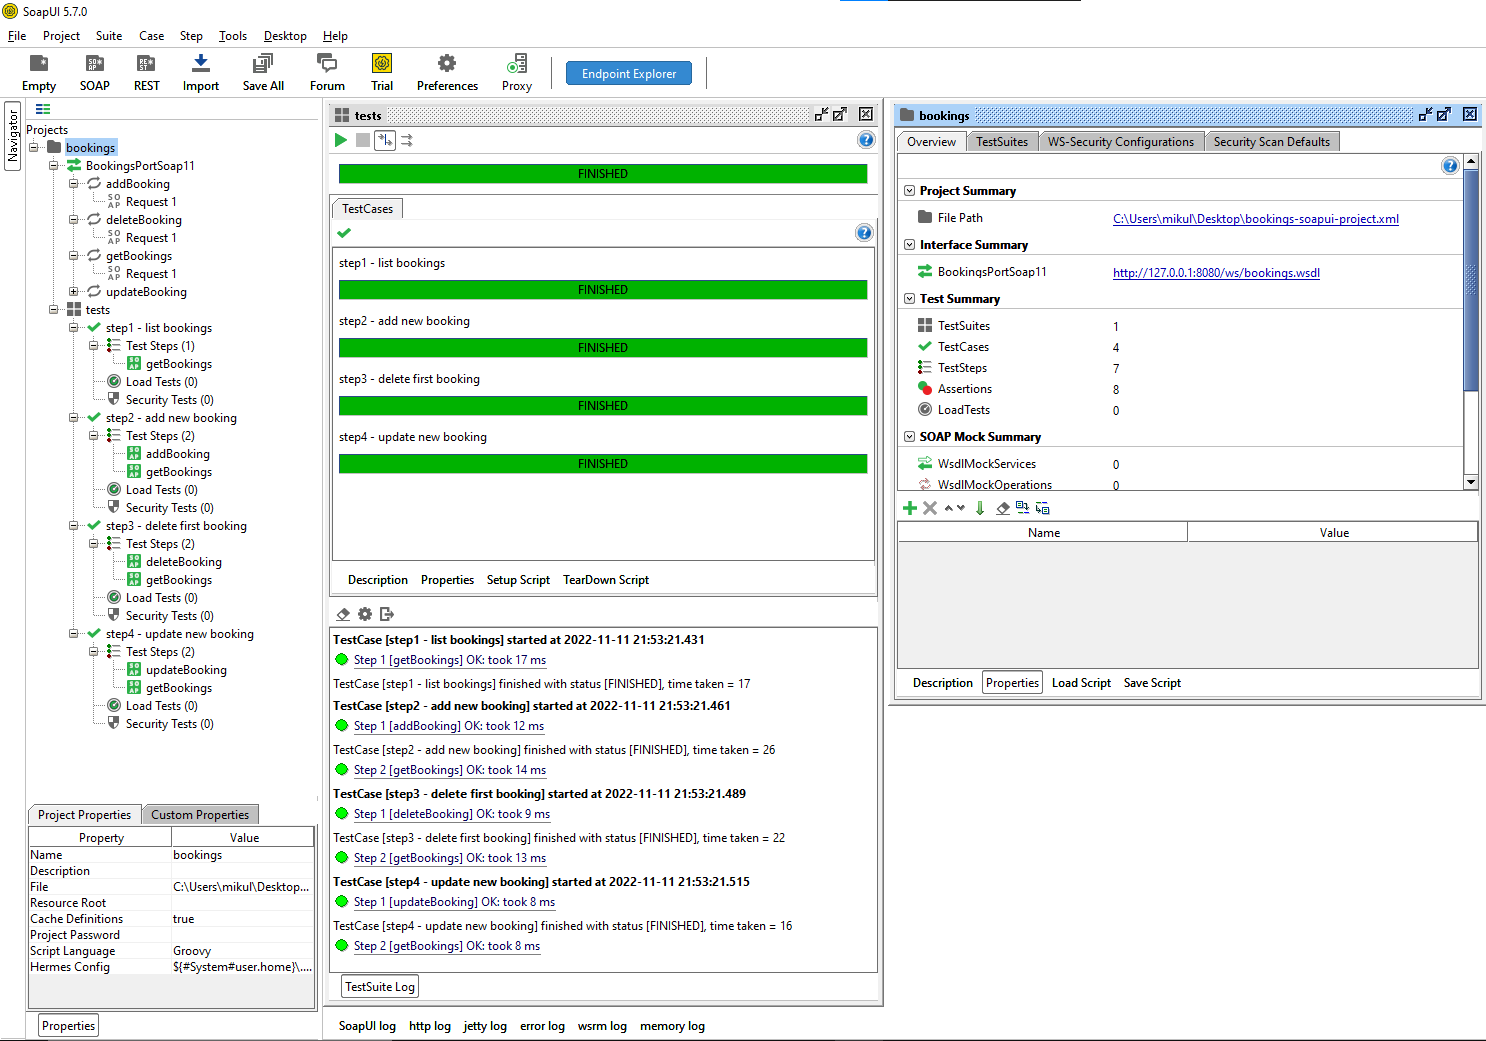 SoapUI 5.7.0
File Project Suite Case Step Tools Desktop Help
Empty SOAP REST Import Save All Forum Trial Preferences Proxy Endpoint Explorer
Navigator
Projects
bookings
BookingsPortSoap11
addBooking
Request 1
deleteBooking
Request 1
getBookings
Request 1
updateBooking
tests
step1 - list bookings
Test Steps (1)
getBookings
Load Tests (0)
Security Tests (0)
step2 - add new booking
Test Steps (2)
addBooking
getBookings
Load Tests (0)
Security Tests (0)
step3 - delete first booking
Test Steps (2)
deleteBooking
getBookings
Load Tests (0)
Security Tests (0)
step4 - update new booking
Test Steps (2)
updateBooking
getBookings
Load Tests (0)
Security Tests (0)
Project Properties Custom Properties
Property Value
Name bookings
Description
File C:\Users\mikul\Desktop...
Resource Root
Cache Definitions true
Project Password
Script Language Groovy
Hermes Config ${#System#user.home}\....
Properties
tests
FINISHED
TestCases
step1 - list bookings
FINISHED
step2 - add new booking
FINISHED
step3 - delete first booking
FINISHED
step4 - update new booking
FINISHED
Description Properties Setup Script TearDown Script
TestCase [step1 - list bookings] started at 2022-11-11 21:53:21.431
Step 1 [getBookings] OK: took 17 ms
TestCase [step1 - list bookings] finished with status [FINISHED], time taken = 17
TestCase [step2 - add new booking] started at 2022-11-11 21:53:21.461
Step 1 [addBooking] OK: took 12 ms
TestCase [step2 - add new booking] finished with status [FINISHED], time taken = 26
Step 2 [getBookings] OK: took 14 ms
TestCase [step3 - delete first booking] started at 2022-11-11 21:53:21.489
Step 1 [deleteBooking] OK: took 9 ms
TestCase [step3 - delete first booking] finished with status [FINISHED], time taken = 22
Step 2 [getBookings] OK: took 13 ms
TestCase [step4 - update new booking] started at 2022-11-11 21:53:21.515
Step 1 [updateBooking] OK: took 8 ms
TestCase [step4 - update new booking] finished with status [FINISHED], time taken = 16
Step 2 [getBookings] OK: took 8 ms
TestSuite Log
SoapUI log http log jetty log error log wsrm log memory log
bookings
Overview TestSuites WS-Security Configurations Security Scan Defaults
Project Summary
File Path C:\Users\mikul\Desktop\bookings-soapui-project.xml
Interface Summary
BookingsPortSoap11 http://127.0.0.1:8080/ws/bookings.wsdl
Test Summary
TestSuites 1
TestCases 4
TestSteps 7
Assertions 8
LoadTests 0
SOAP Mock Summary
WsdlMockServices 0
WsdlMockOperations 0
Name Value
Description Properties Load Script Save Script